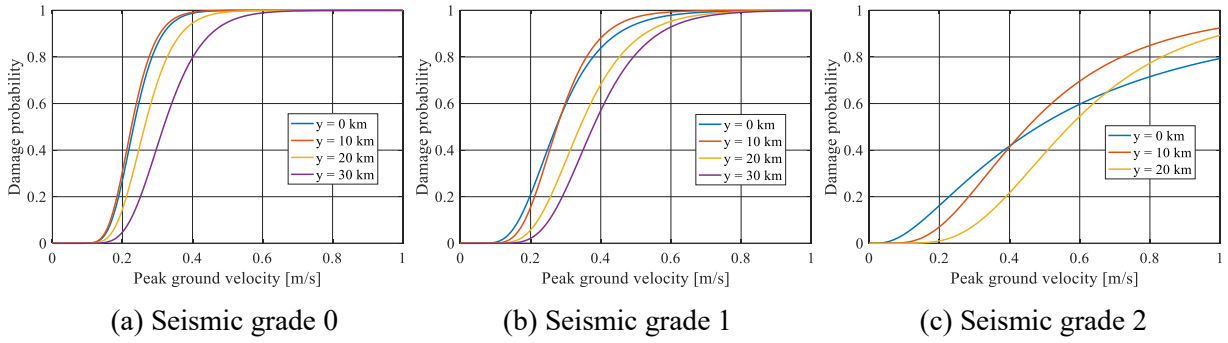 1
0.8
0.6
0.4
0.2
0
Damage probability
y = 0 km
y = 10 km
y = 20 km
y = 30 km
0 0.2 0.4 0.6 0.8 1
Peak ground velocity [m/s]
(a) Seismic grade 0
1
0.8
0.6
0.4
0.2
0
Damage probability
y = 0 km
y = 10 km
y = 20 km
y = 30 km
0 0.2 0.4 0.6 0.8 1
Peak ground velocity [m/s]
(b) Seismic grade 1
1
0.8
0.6
0.4
0.2
0
Damage probability
y = 0 km
y = 10 km
y = 20 km
0 0.2 0.4 0.6 0.8 1
Peak ground velocity [m/s]
(c) Seismic grade 2